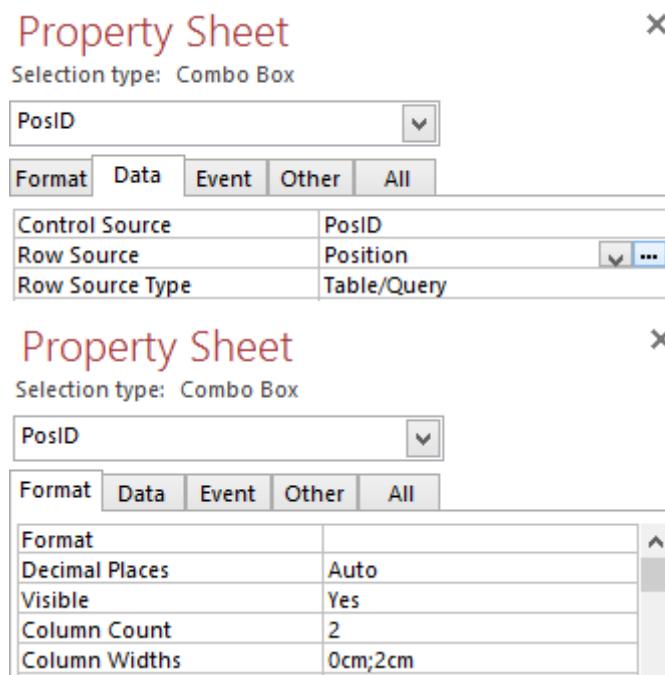 Property Sheet
Selection type: Combo Box
PosID
Format Data Event Other All
Control Source PosID
Row Source Position ...
Row Source Type Table/Query
Property Sheet
Selection type: Combo Box
PosID
Format Data Event Other All
Format
Decimal Places Auto
Visible Yes
Column Count 2
Column Widths 0cm;2cm